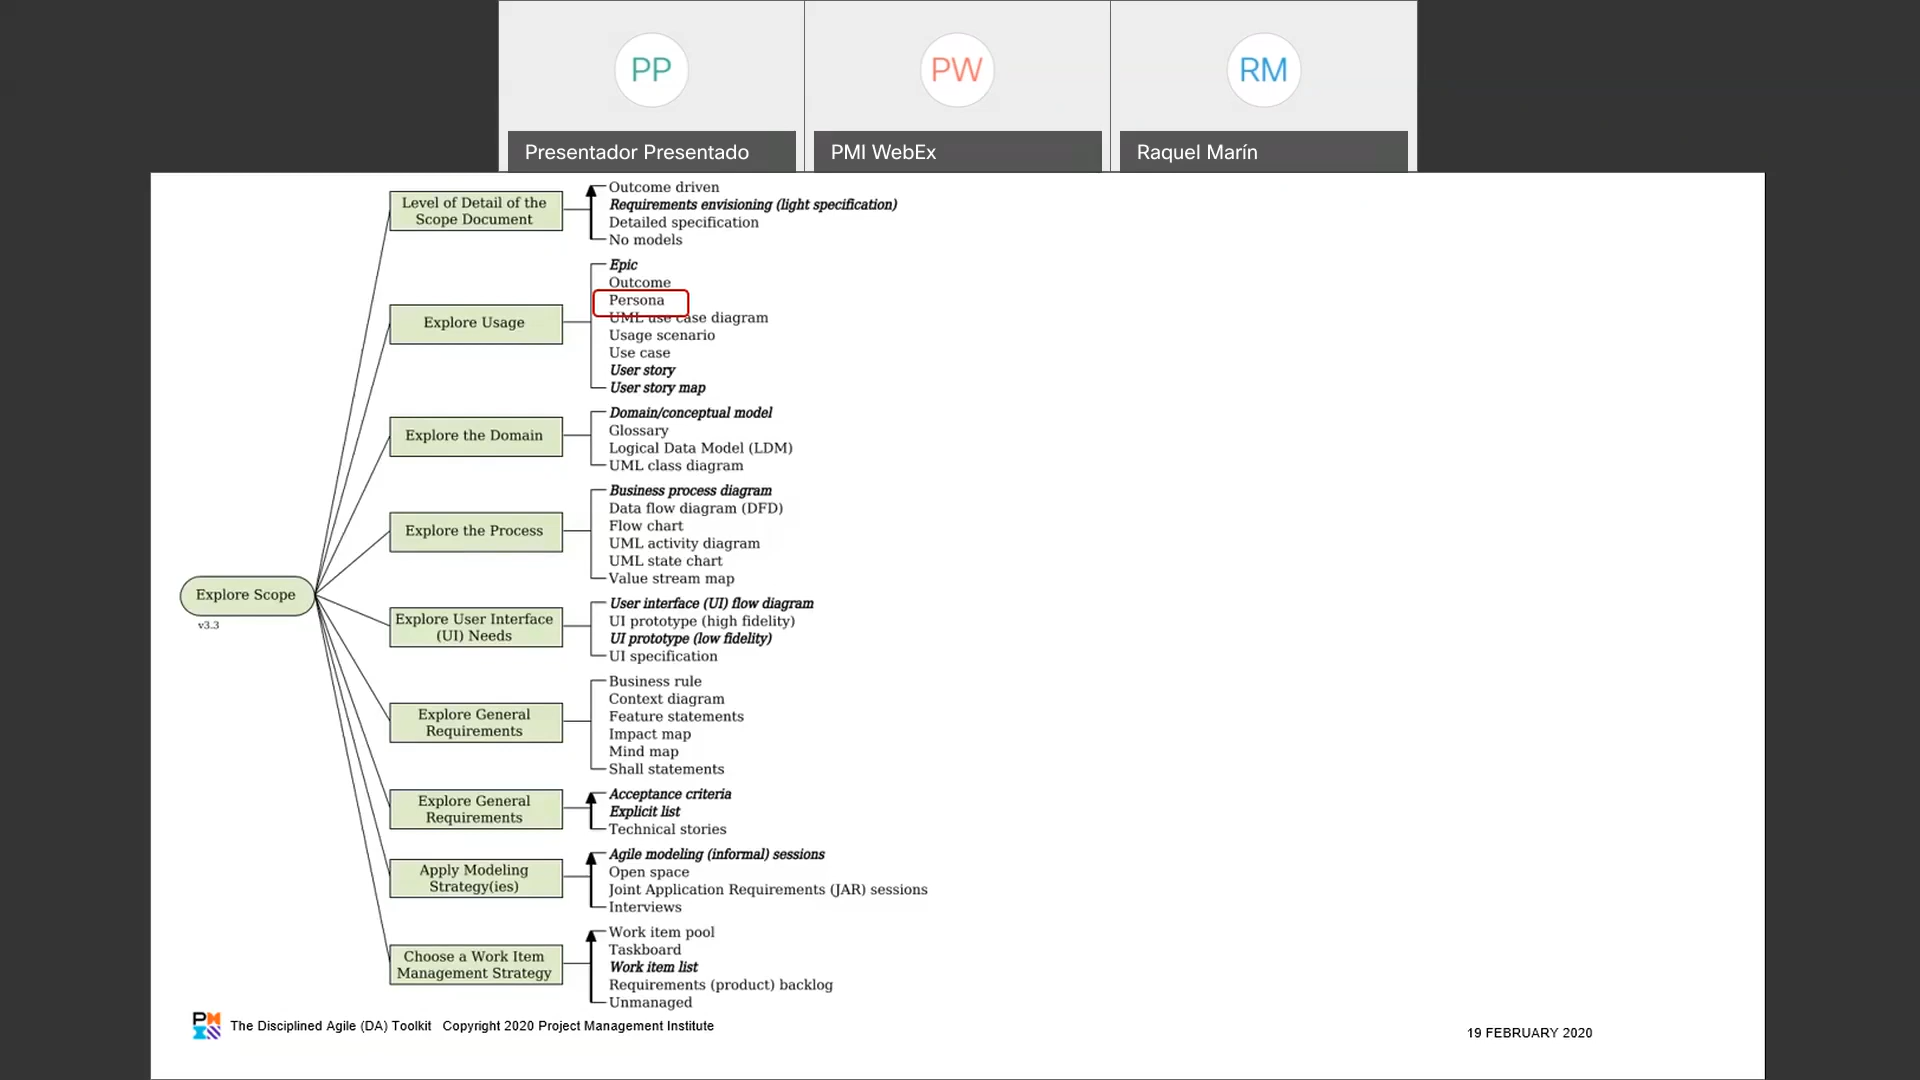 PP
PW
RM
Presentador Presentado
PMI WebEx
Raquel Marín
Explore Scope
v3.3
Level of Detail of the
Scope Document
Outcome driven
Requirements envisioning (light specification)
Detailed specification
No models
Explore Usage
Epic
Outcome
Persona
UML use case diagram
Usage scenario
Use case
User story
User story map
Explore the Domain
Domain/conceptual model
Glossary
Logical Data Model (LDM)
UML class diagram
Explore the Process
Business process diagram
Data flow diagram (DFD)
Flow chart
UML activity diagram
UML state chart
Value stream map
Explore User Interface
(UI) Needs
User interface (UI) flow diagram
UI prototype (high fidelity)
UI prototype (low fidelity)
UI specification
Explore General
Requirements
Business rule
Context diagram
Feature statements
Impact map
Mind map
Shall statements
Explore General
Requirements
Acceptance criteria
Explicit list
Technical stories
Apply Modeling
Strategy(ies)
Agile modeling (informal) sessions
Open space
Joint Application Requirements (JAR) sessions
Interviews
Choose a Work Item
Management Strategy
Work item pool
Taskboard
Work item list
Requirements (product) backlog
Unmanaged
The Disciplined Agile (DA) Toolkit Copyright 2020 Project Management Institute
19 FEBRUARY 2020